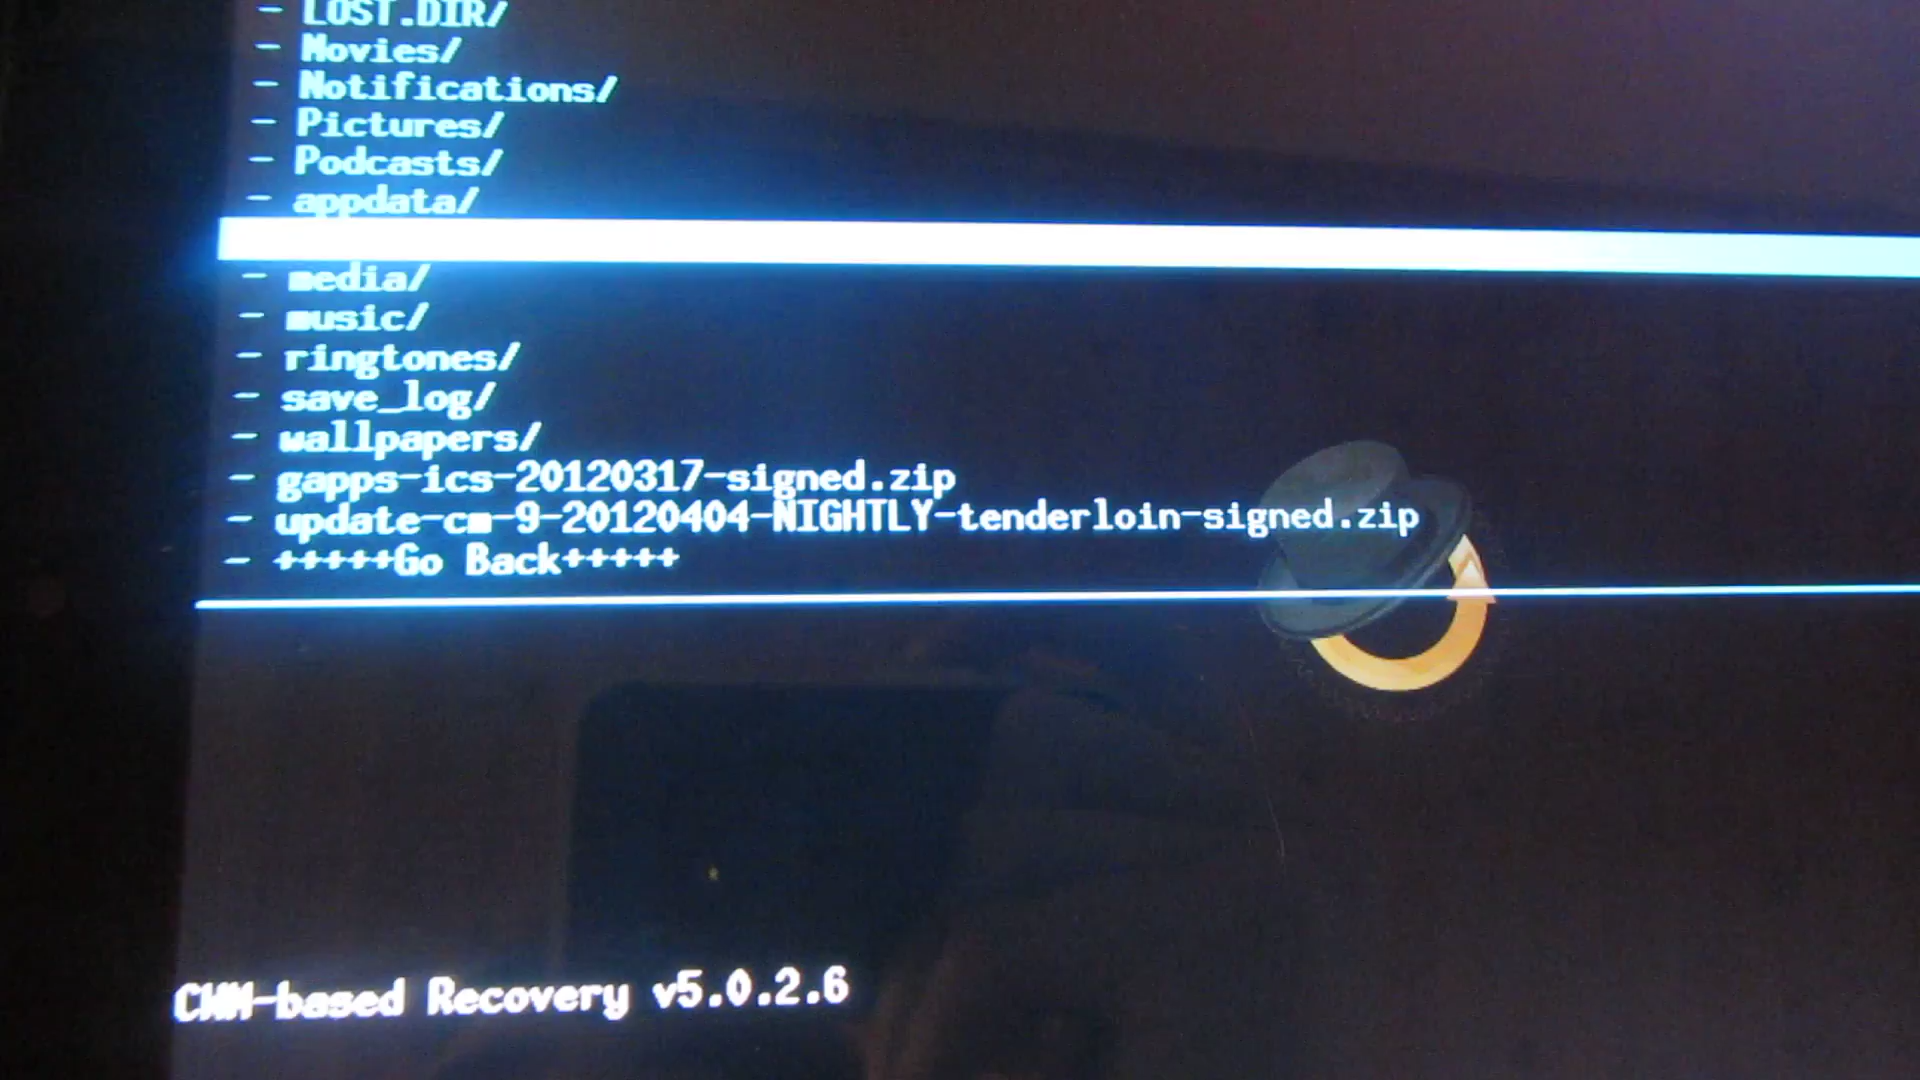 - LOST.DIR/
- Movies/
- Notifications/
- Pictures/
- Podcasts/
- appdata/
- media/
- music/
- ringtones/
- save_log/
- wallpapers/
- gapps-ics-20120317-signed.zip
- update-cm-9-20120404-NIGHTLY-tenderloin-signed.zip
- +++++Go Back+++++
CWM-based Recovery v5.0.2.6